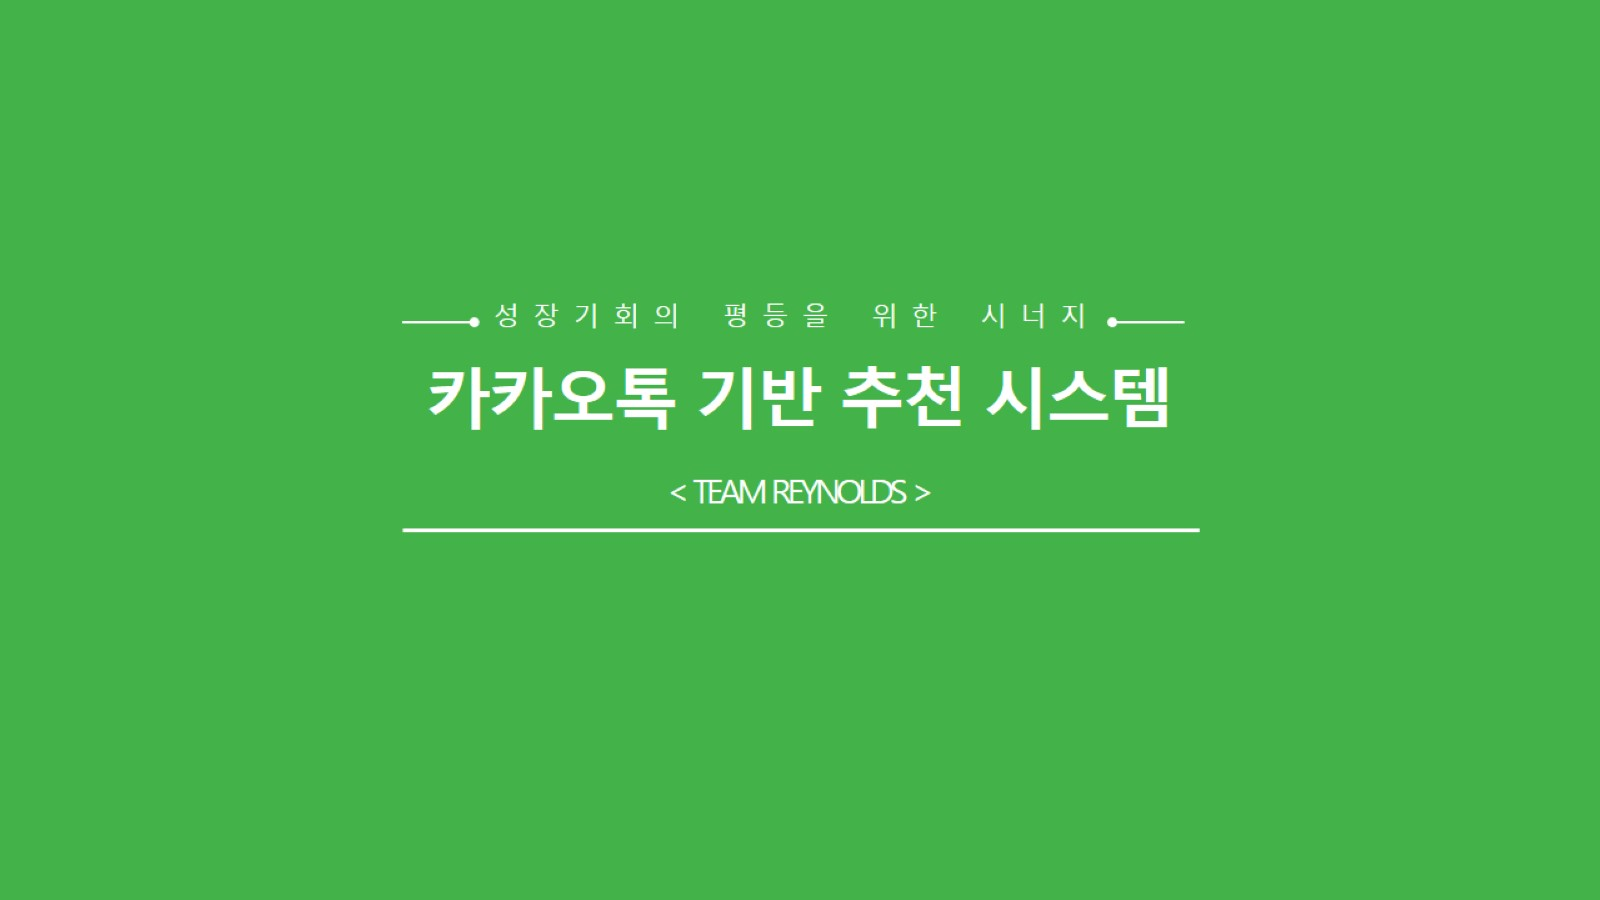 성장기회의 평등을 위한 시너지
카카오톡 기반 추천 시스템
< TEAM REYNOLDS >